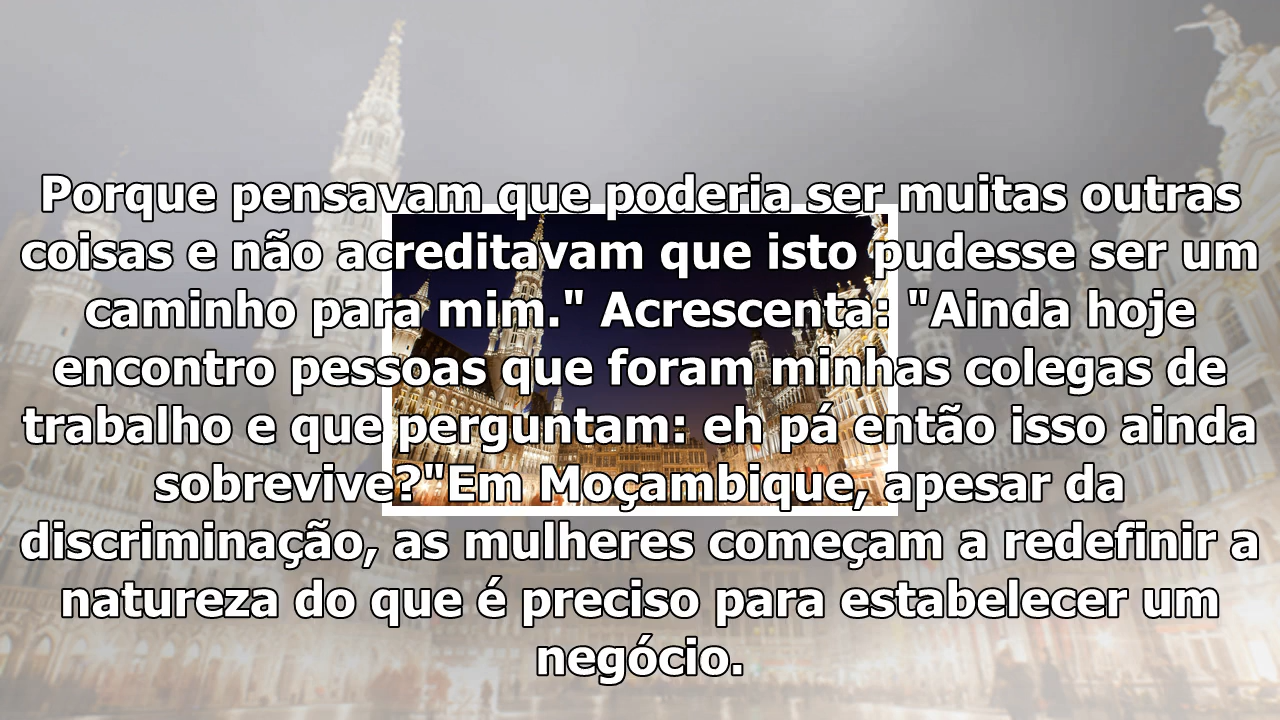 Porque pensavam que poderia ser muitas outras
coisas e não acreditavam que isto pudesse ser um
caminho para mim." Acrescenta: "Ainda hoje
encontro pessoas que foram minhas colegas de
trabalho e que perguntam: eh pá então isso ainda
sobrevive?"Em Moçambique, apesar da
discriminação, as mulheres começam a redefinir a
natureza do que é preciso para estabelecer um
negócio.